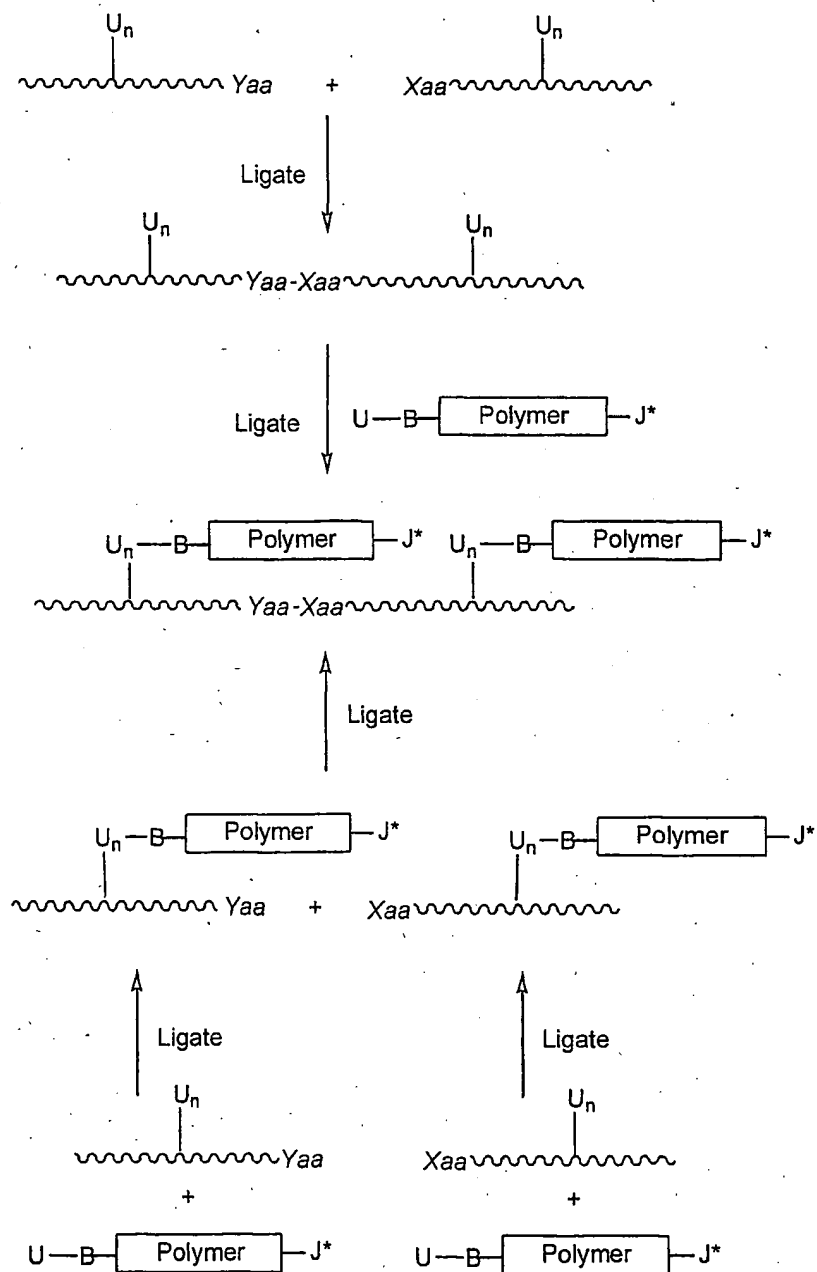 Un Un
Yaa + Xaa
Ligate
Un Un
Yaa-Xaa
Ligate U—B—Polymer—J*
Un—B—Polymer—J* Un—B—Polymer—J*
Yaa-Xaa
Ligate
Un—B—Polymer—J* Un—B—Polymer—J*
Yaa + Xaa
Ligate Ligate
Un Un
Yaa Xaa
+ +
U—B—Polymer—J* U—B—Polymer—J*